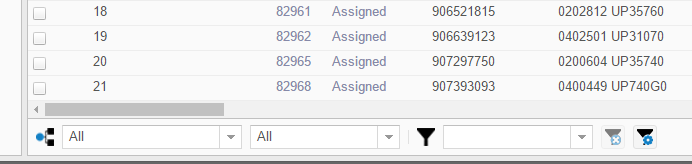 18 82961 Assigned 906521815 0202812 UP35760
19 82962 Assigned 906639123 0402501 UP31070
20 82965 Assigned 907297750 0200604 UP35740
21 82968 Assigned 907393093 0400449 UP740G0
All All